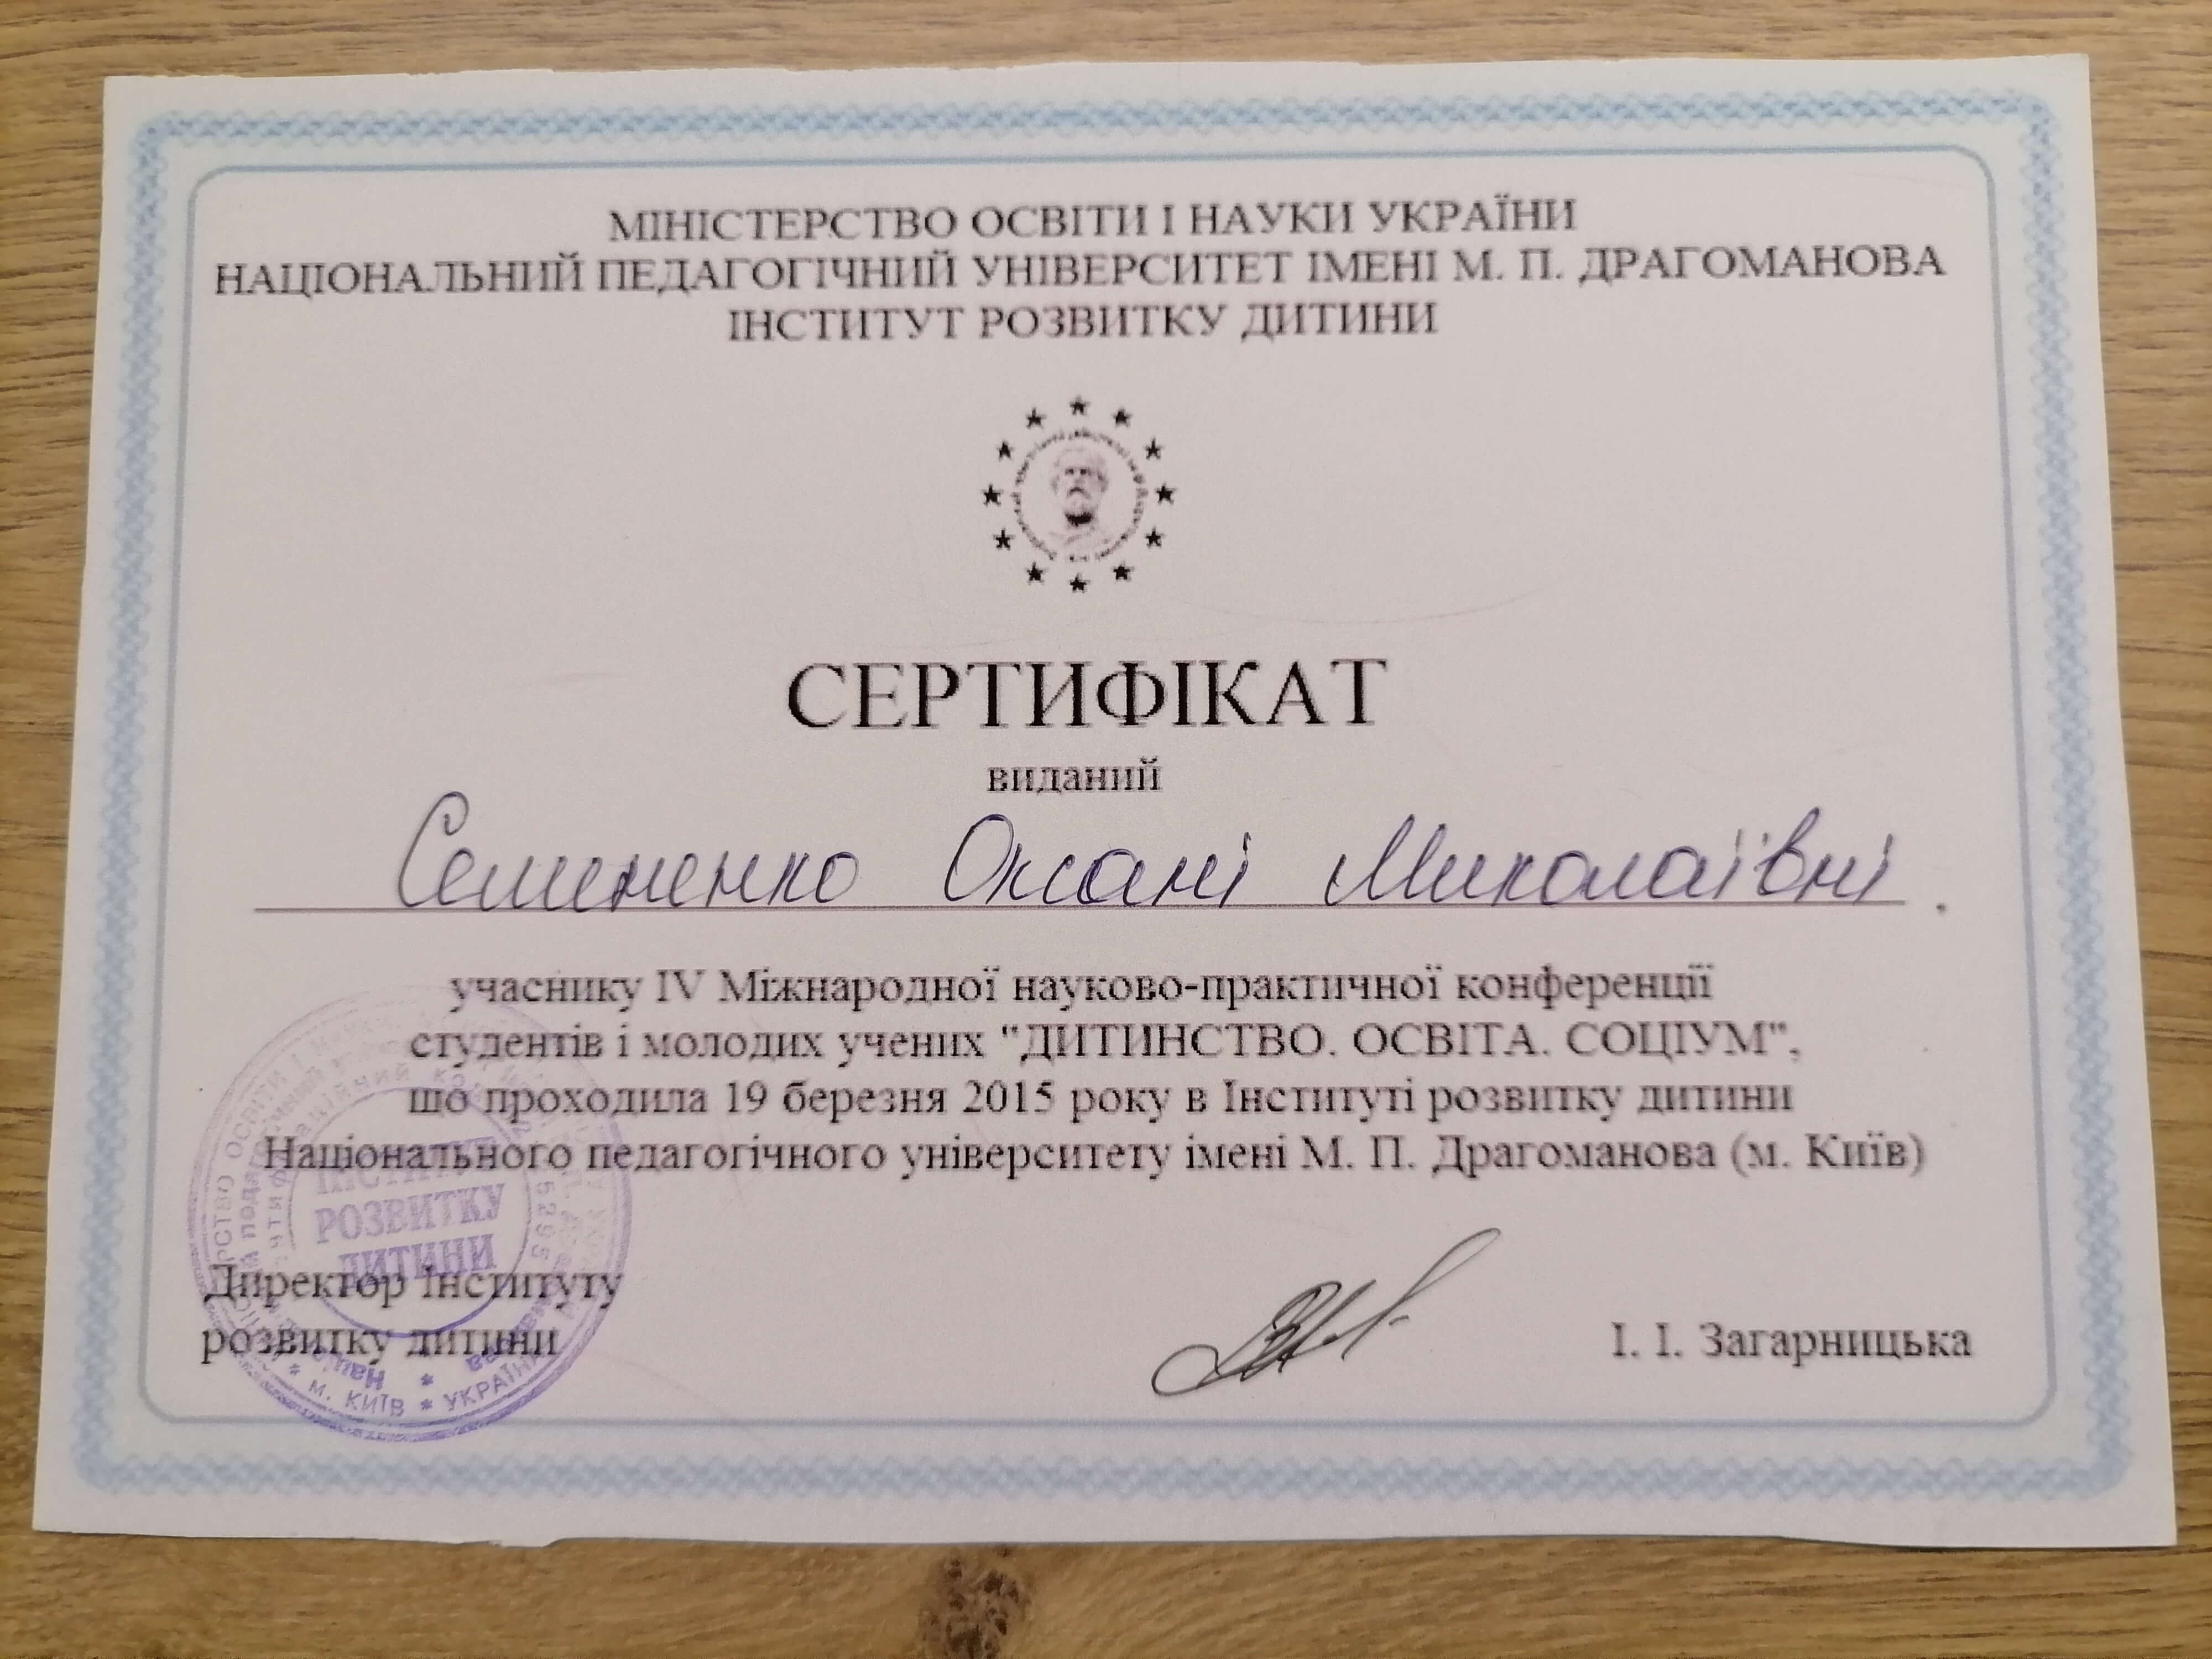 МІНІСТЕРСТВО ОСВІТИ І НАУКИ УКРАЇНИ
НАЦІОНАЛЬНИЙ ПЕДАГОГІЧНИЙ УНІВЕРСИТЕТ ІМЕНІ М. П. ДРАГОМАНОВА
ІНСТИТУТ РОЗВИТКУ ДИТИНИ
СЕРТИФІКАТ
виданий
Семененко Оксані Миколаївні .
учаснику IV Міжнародної науково-практичної конференції
студентів і молодих учених "ДИТИНСТВО. ОСВІТА. СОЦІУМ",
що проходила 19 березня 2015 року в Інституті розвитку дитини
Національного педагогічного університету імені М. П. Драгоманова (м. Київ)
Директор Інституту
розвитку дитини
І. І. Загарницька
РОЗВИТКУ
ДИТИНИ
* м. КИЇВ * УКРАЇНА